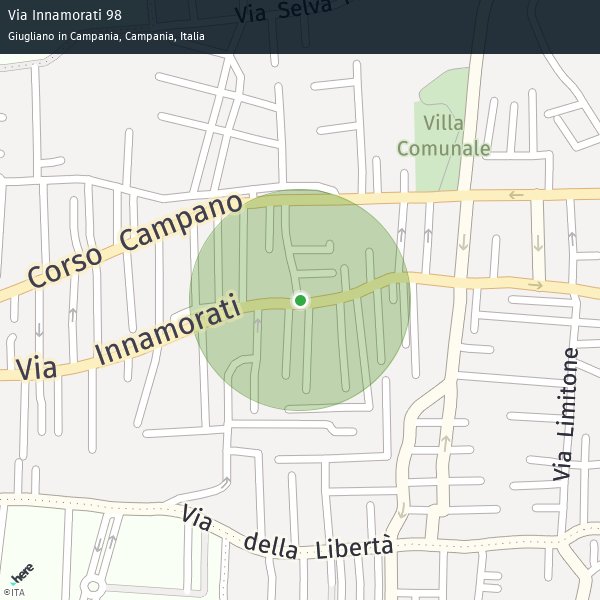 Via Innamorati 98
Giugliano in Campania, Campania, Italia
Via Selva
Villa
Comunale
Corso Campano
Via Innamorati
Via Limitone
Via della Libertà
here
©ITA